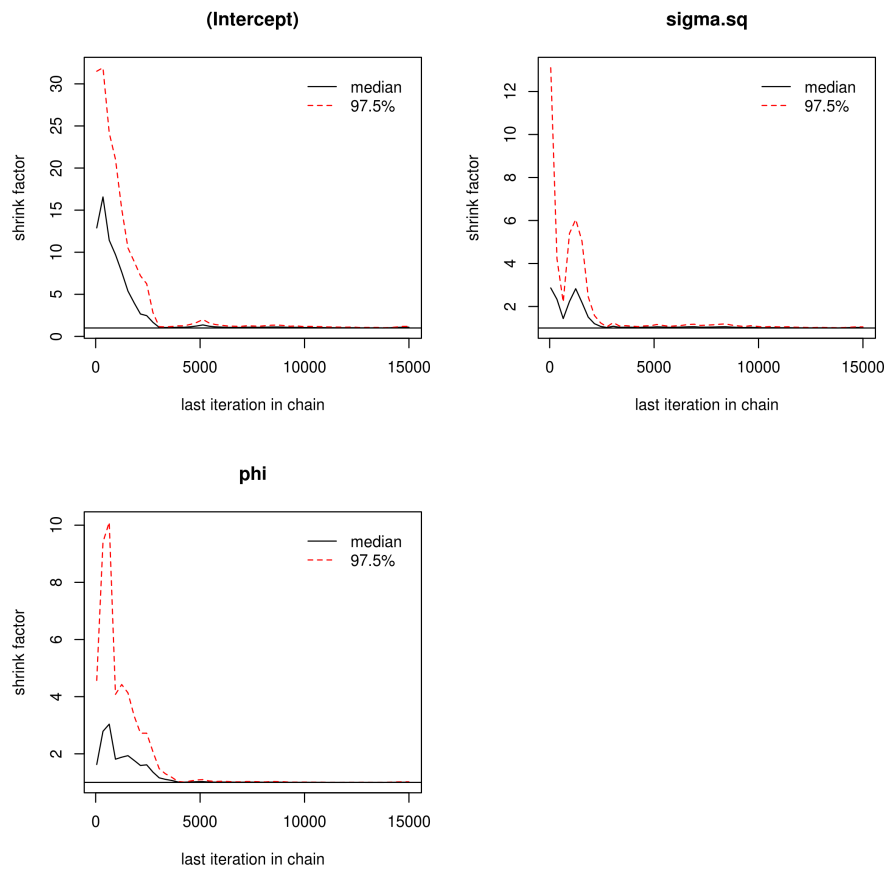 (Intercept)
shrink factor
0 5 10 15 20 25 30
median
97.5%
0 5000 10000 15000
last iteration in chain
sigma.sq
shrink factor
2 4 6 8 10 12
median
97.5%
0 5000 10000 15000
last iteration in chain
phi
shrink factor
2 4 6 8 10
median
97.5%
0 5000 10000 15000
last iteration in chain